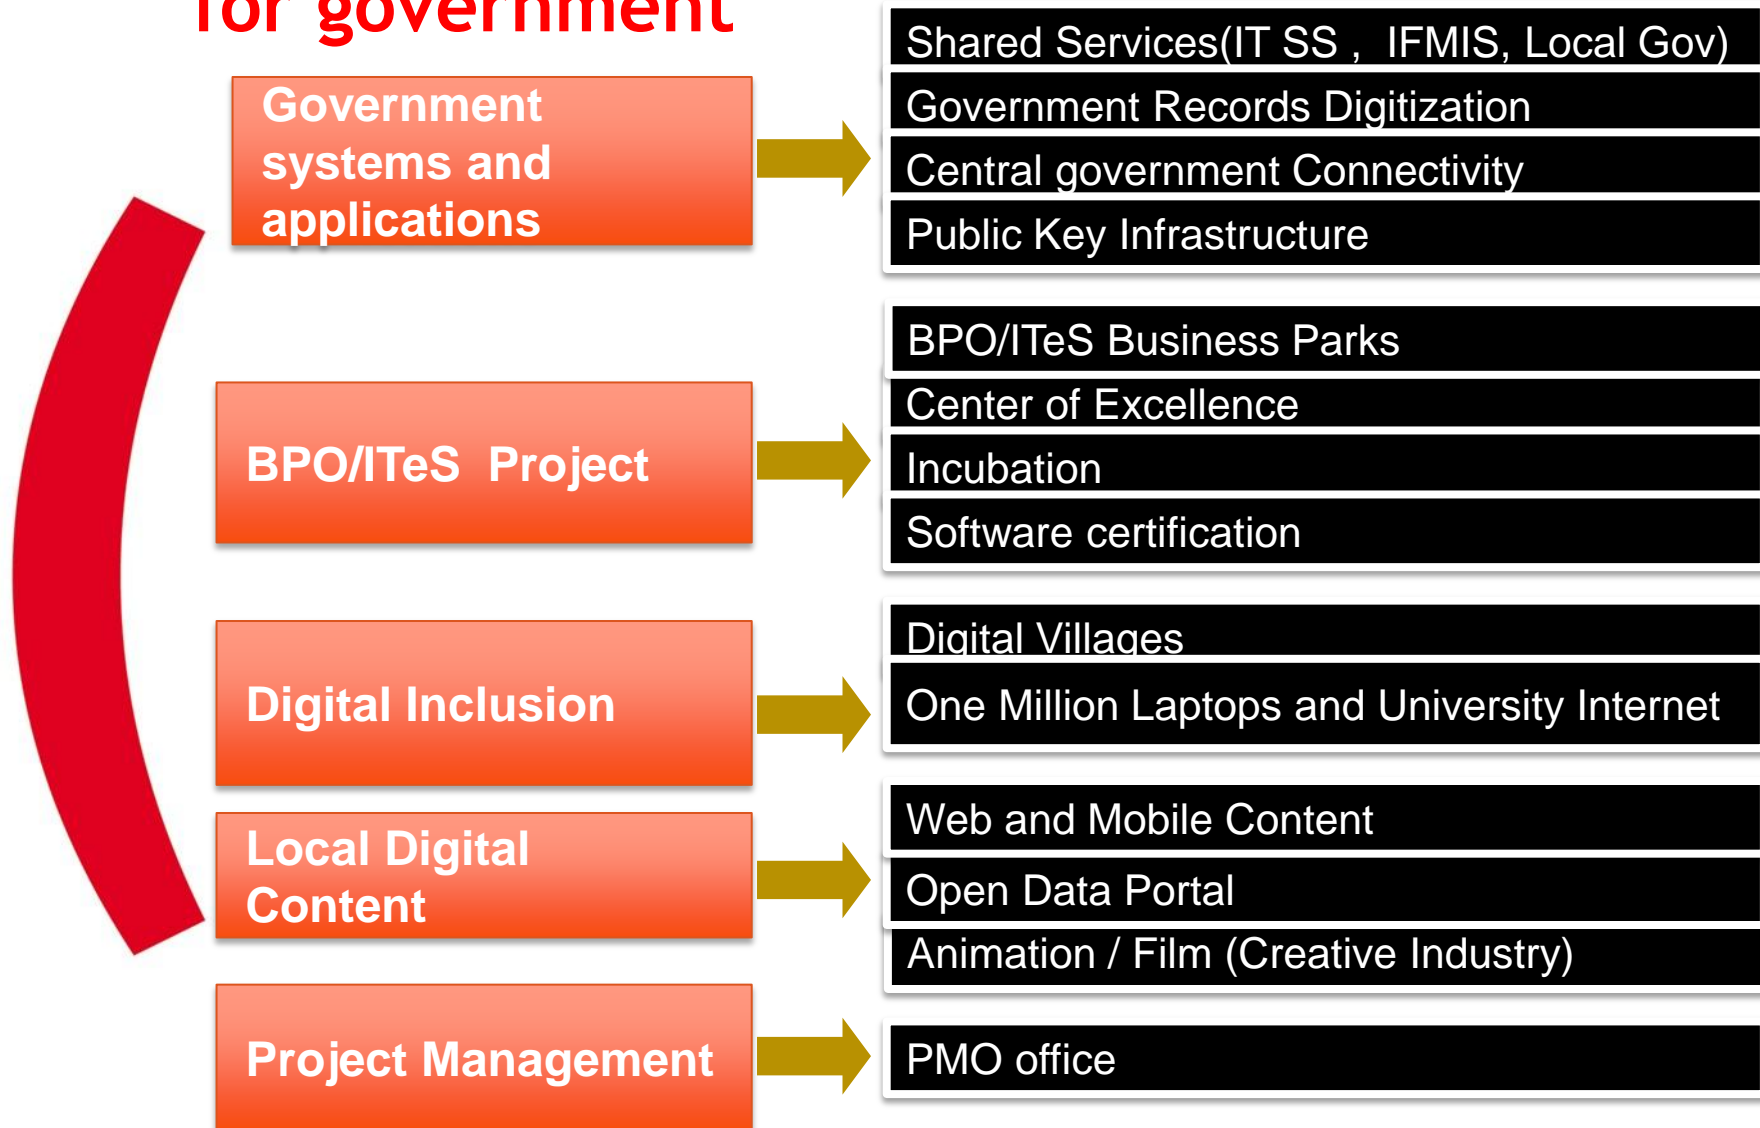 for government
Government
systems and
applications
Shared Services(IT SS , IFMIS, Local Gov)
Government Records Digitization
Central government Connectivity
Public Key Infrastructure
BPO/ITeS Project
BPO/ITeS Business Parks
Center of Excellence
Incubation
Software certification
Digital Inclusion
Digital Villages
One Million Laptops and University Internet
Local Digital
Content
Web and Mobile Content
Open Data Portal
Animation / Film (Creative Industry)
Project Management
PMO office